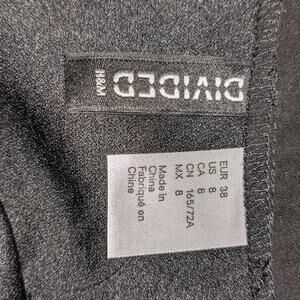 DIVIDED
H&M
EUR 38
US 8
CA 8
CN 165/72A
MX 8
Made in
China
Fabriqué en
Chine